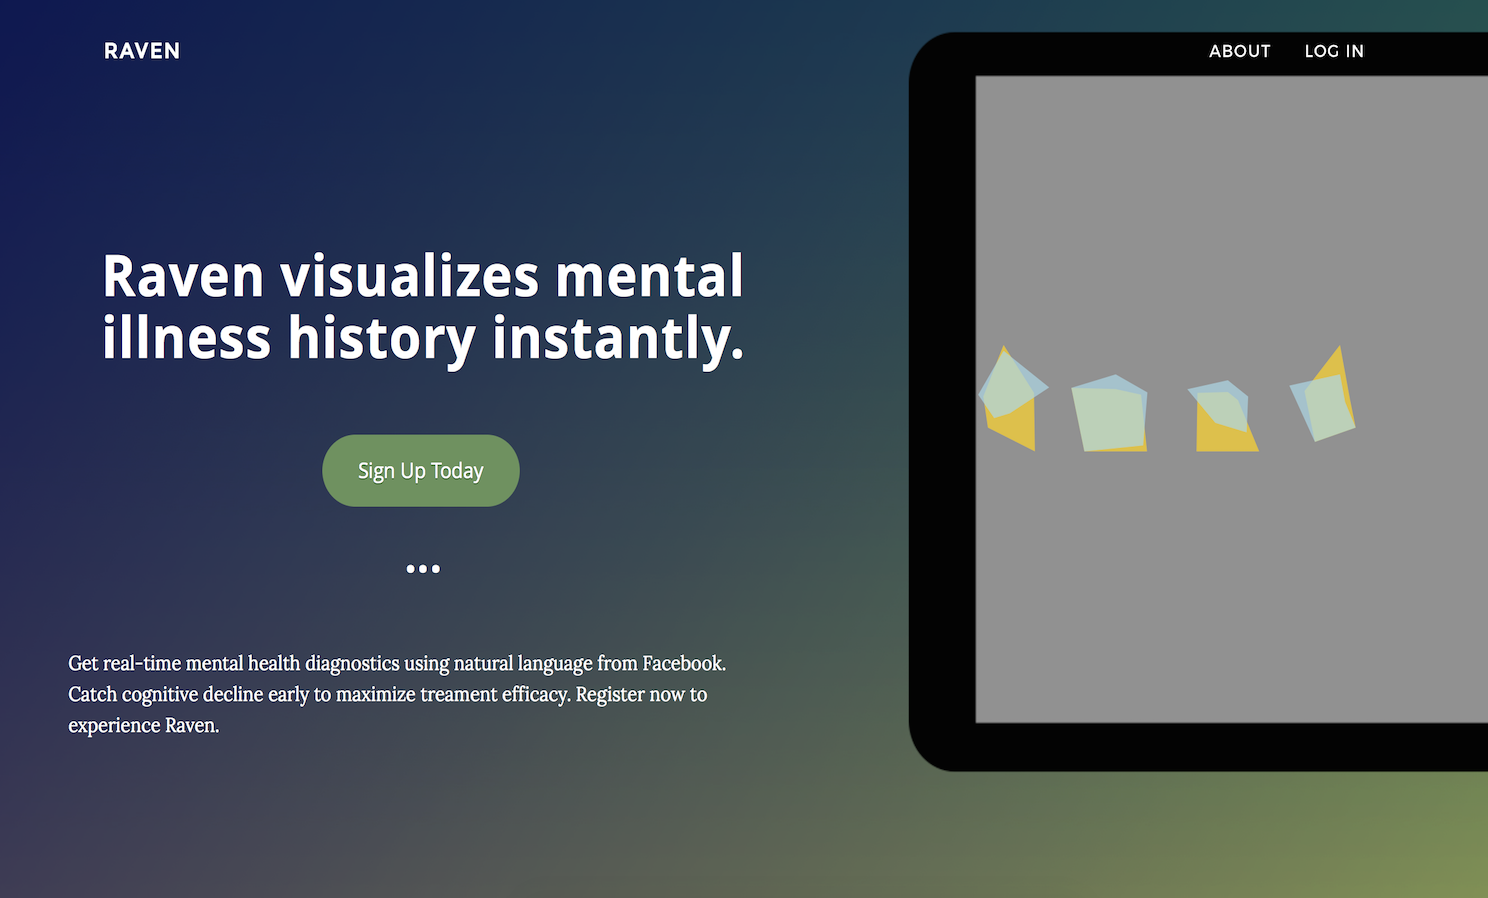 RAVEN
ABOUT
LOG IN
Raven visualizes mental
illness history instantly.
Sign Up Today
...
Get real-time mental health diagnostics using natural language from Facebook.
Catch cognitive decline early to maximize treament efficacy. Register now to
experience Raven.